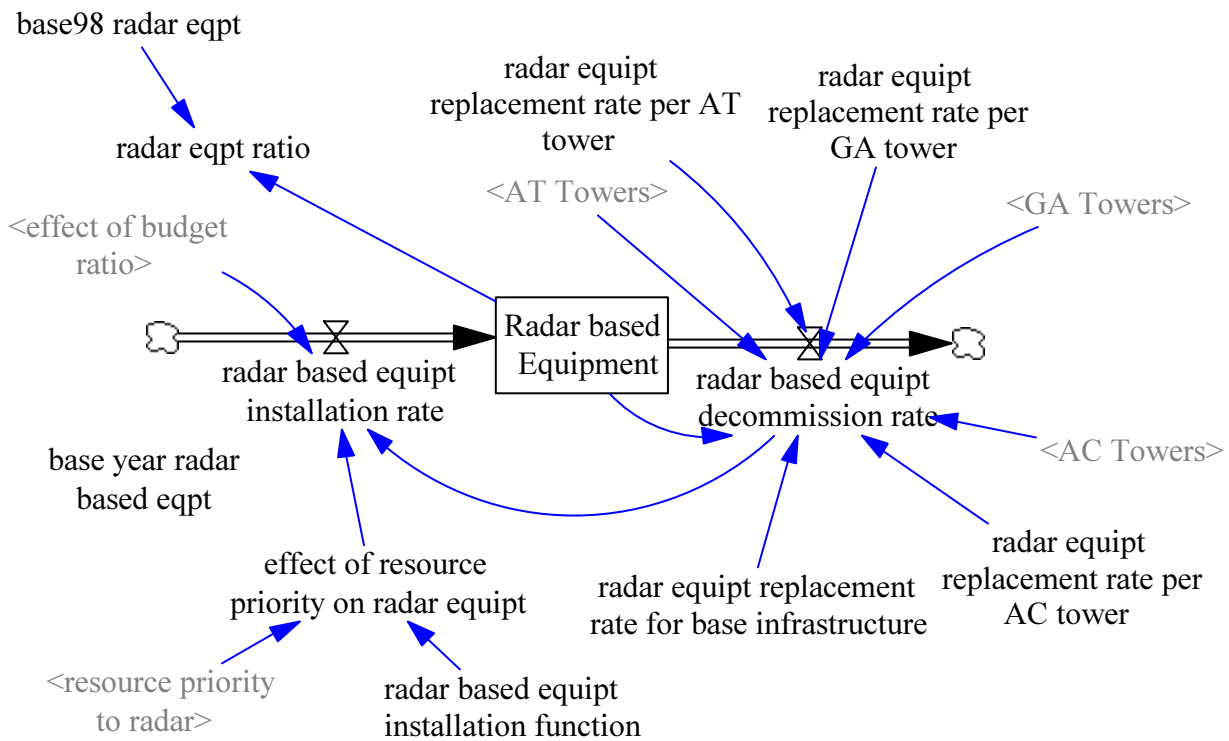 base98 radar eqpt
radar equipt
replacement rate per AT
tower
radar equipt
replacement rate per
GA tower
radar eqpt ratio
<AT Towers>
<GA Towers>
<effect of budget
ratio>
Radar based
Equipment
radar based equipt
installation rate
radar based equipt
decommission rate
<AC Towers>
base year radar
based eqpt
effect of resource
priority on radar equipt
radar equipt replacement
rate for base infrastructure
radar equipt
replacement rate per
AC tower
<resource priority
to radar>
radar based equipt
installation function